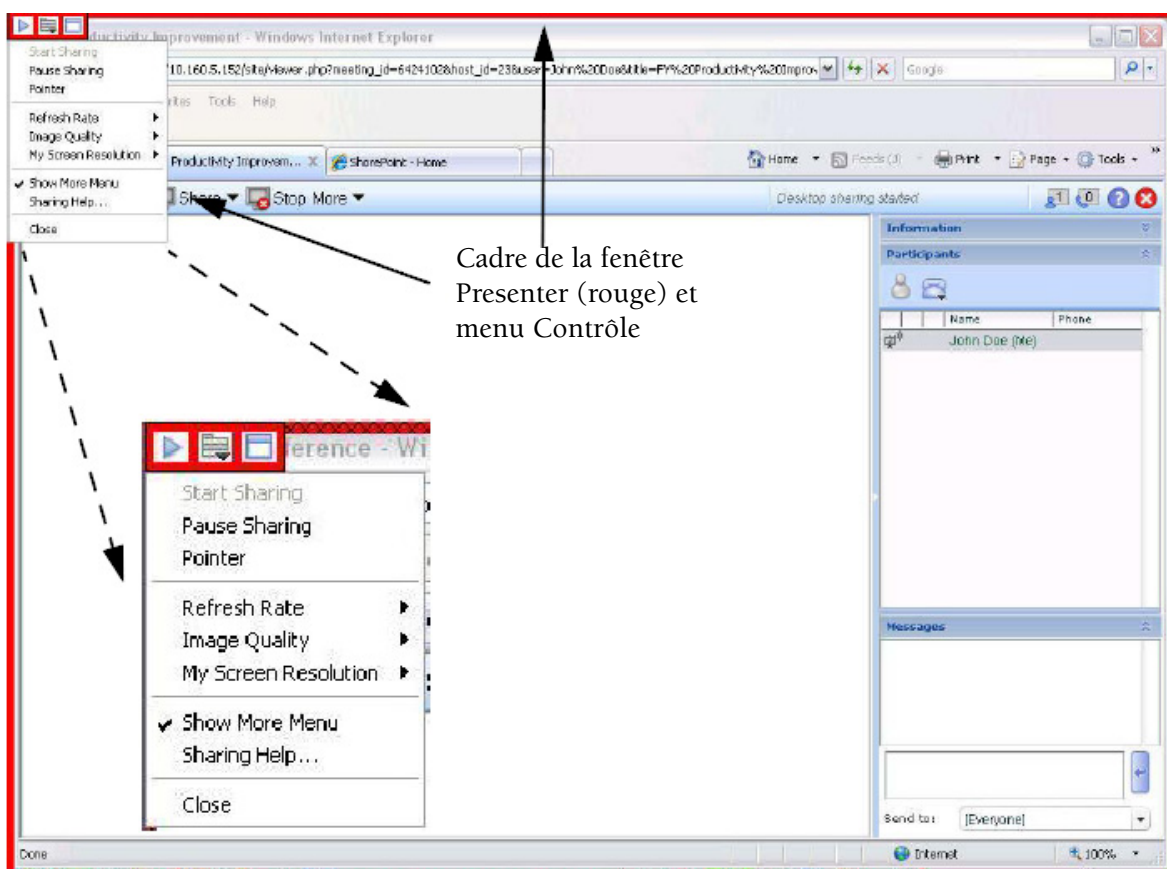 ductivity Improvement - Windows Internet Explorer
Start Sharing
Pause Sharing
Pointer
Refresh Rate
Image Quality
My Screen Resolution
Show More Menu
Sharing Help...
Close
Google
Tools Help
Productivity Improvem...
SharePoint - Home
Home
Print
Page
Tools
Share
Stop
More
Desktop sharing started
Information
Participants
Name
Phone
John Doe (Me)
Cadre de la fenêtre
Presenter (rouge) et
menu Contrôle
ference - Wi
Start Sharing
Pause Sharing
Pointer
Refresh Rate
Image Quality
My Screen Resolution
Show More Menu
Sharing Help...
Close
Messages
Send to:
[Everyone]
Done
Internet
100%